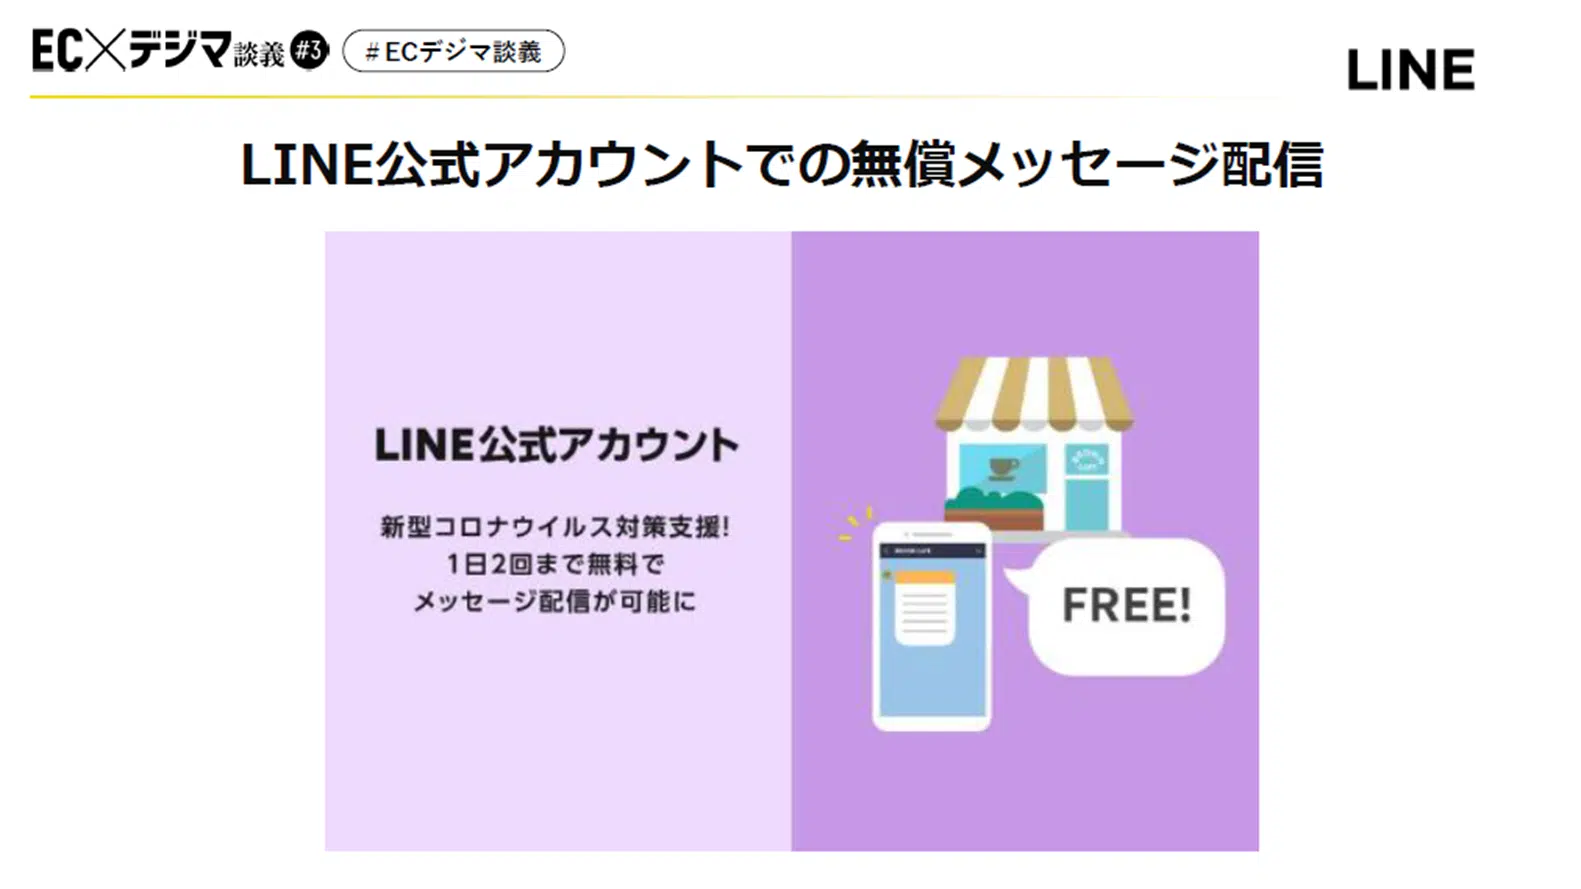 EC×デジマ談義 #3
#ECデジマ談義
LINE
LINE公式アカウントでの無償メッセージ配信
LINE公式アカウント
新型コロナウイルス対策支援!
1日2回まで無料で
メッセージ配信が可能に
FREE!